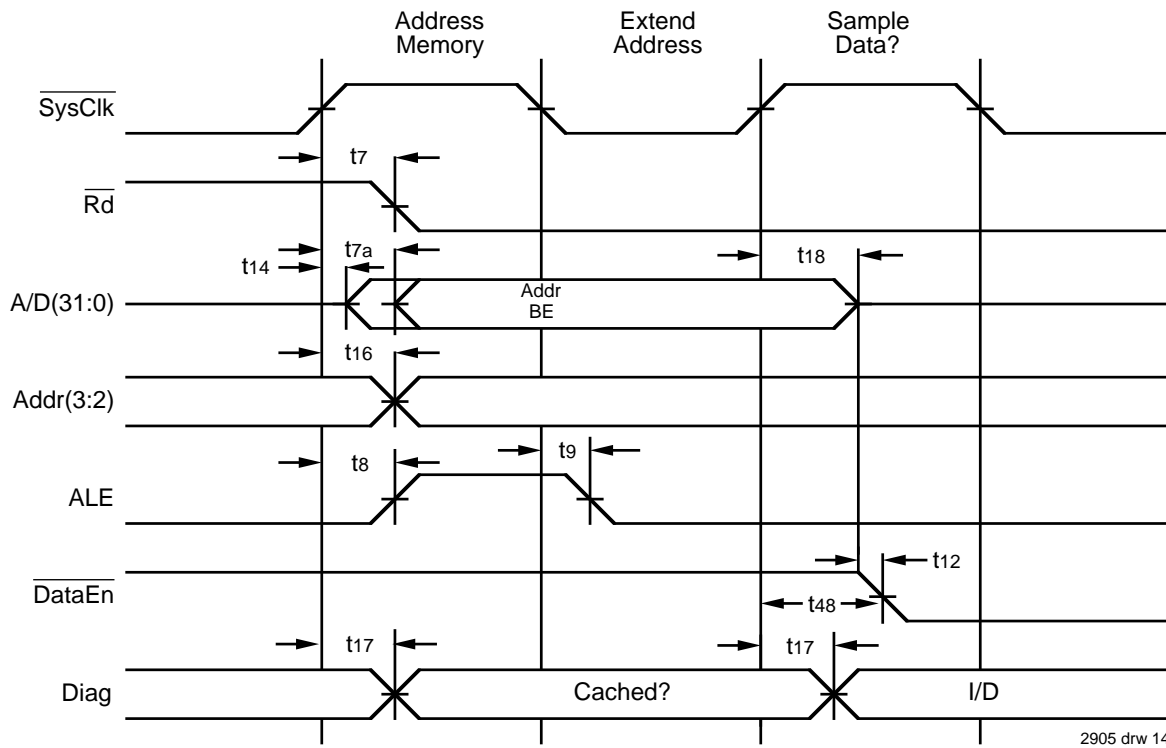 Address
Memory
Extend
Address
Sample
Data?
SysClk
t7
Rd
t7a
t14
t18
A/D(31:0)
Addr
BE
t16
Addr(3:2)
t8
t9
ALE
t12
DataEn
t48
t17
t17
Diag
Cached?
I/D
2905 drw 14